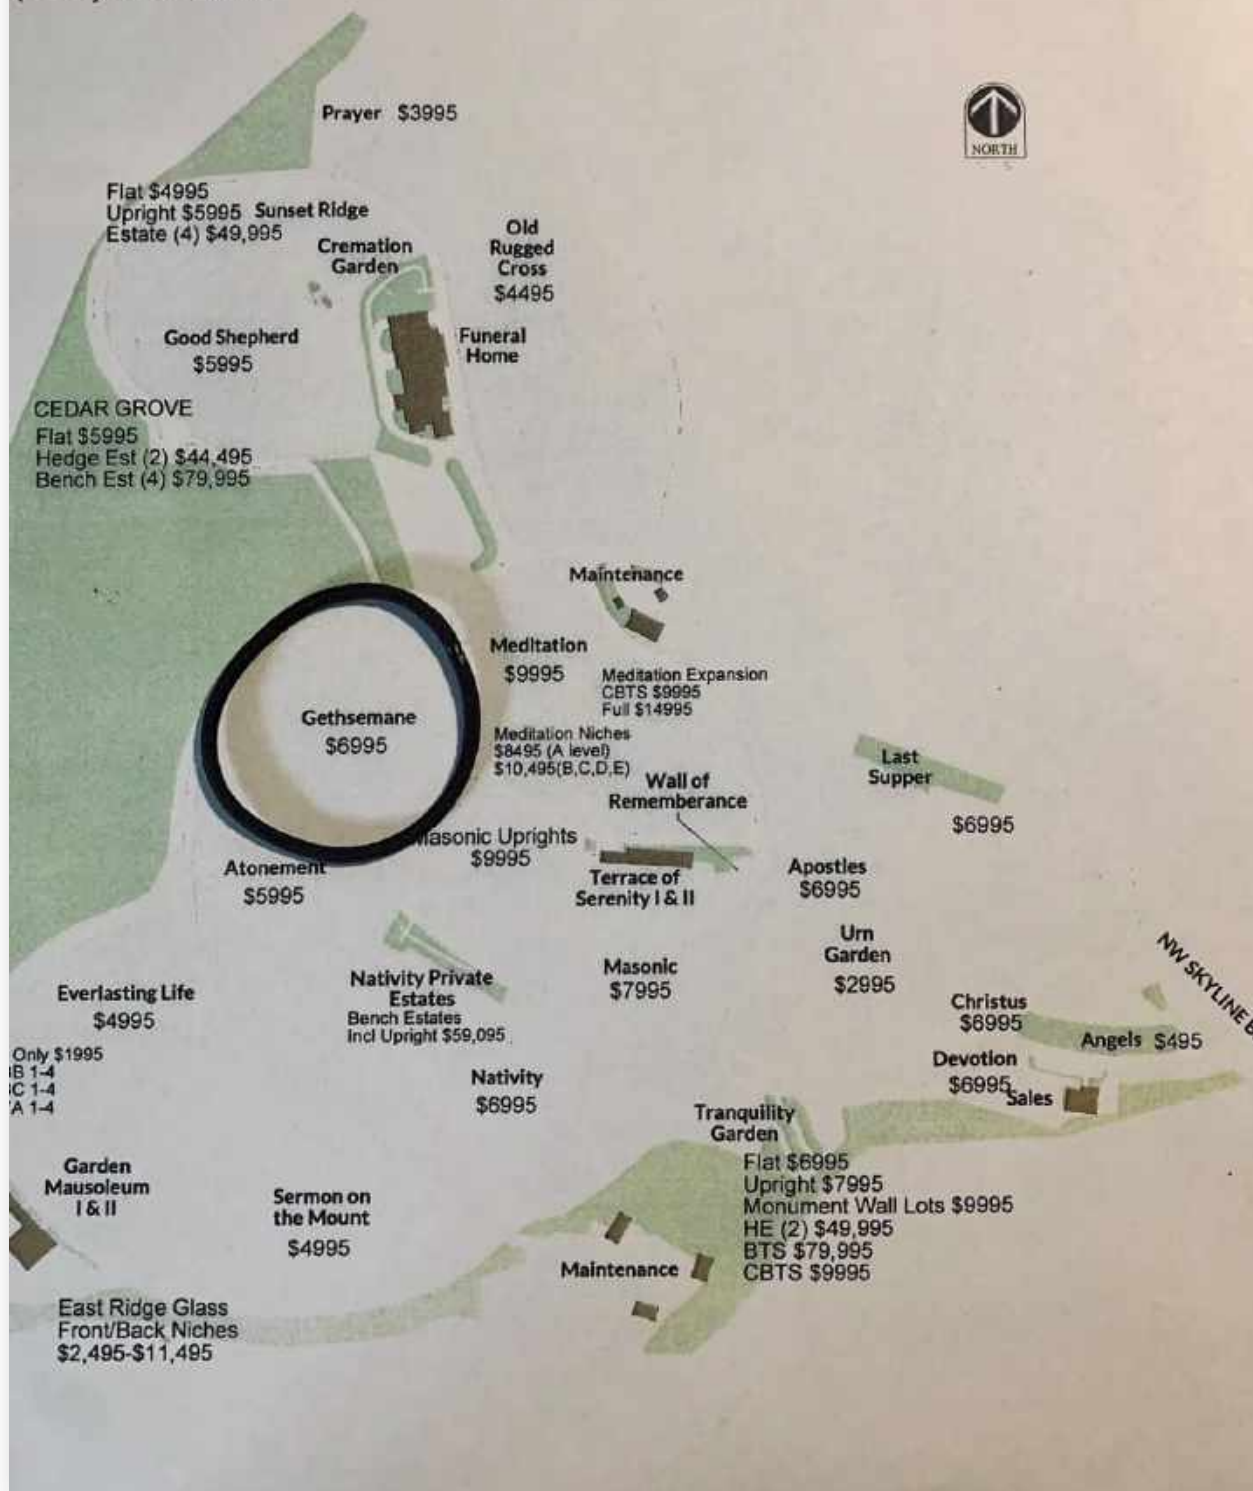 Prayer $3995
NORTH
Flat $4995
Upright $5995 Sunset Ridge
Estate (4) $49,995
Cremation
Garden
Old
Rugged
Cross
$4495
Good Shepherd
$5995
Funeral
Home
CEDAR GROVE
Flat $5995
Hedge Est (2) $44,495
Bench Est (4) $79,995
Maintenance
Meditation
$9995
Meditation Expansion
CBTS $9995
Full $14995
Gethsemane
$6995
Meditation Niches
$8495 (A level)
$10,495(B,C,D,E)
Wall of
Rememberance
Last
Supper
$6995
Masonic Uprights
$9995
Atonement
$5995
Terrace of
Serenity I & II
Apostles
$6995
Urn
Garden
$2995
NW SKYLINE B
Nativity Private
Estates
Bench Estates
Incl Upright $59,095
Masonic
$7995
Everlasting Life
$4995
Christus
$6995
Angels $495
Only $1995
B 1-4
C 1-4
A 1-4
Devotion
$6995
Sales
Nativity
$6995
Tranquility
Garden
Flat $6995
Upright $7995
Monument Wall Lots $9995
HE (2) $49,995
BTS $79,995
CBTS $9995
Garden
Mausoleum
I & II
Sermon on
the Mount
$4995
Maintenance
East Ridge Glass
Front/Back Niches
$2,495-$11,495